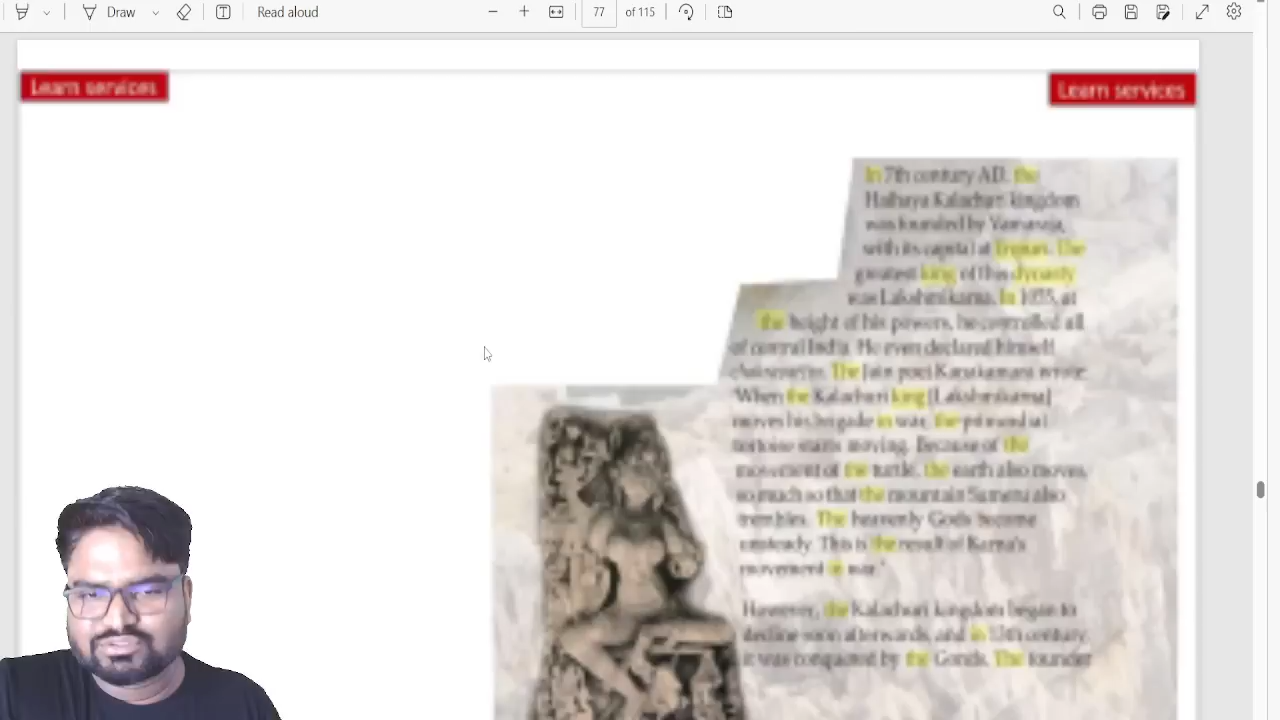 Draw
Read aloud
77 of 115
Learn services
Learn services
In 7th century AD, the
Haihaya Kalachuri kingdom
was founded by Vamaraja,
with its capital at Tripuri. The
greatest king of this dynasty
was Lakshmikarna. In 1055, at
the height of his powers, he controlled all
of central India. He even declared himself
The Jain poet Kanakamara wrote
'When the Kalachuri king [Lakshmikarna]
moves his brigade in war, the primordial
tortoise starts moving. Because of the
movement of the turtle, the earth also moves,
so much so that the mountain Sumeru also
trembles. The heavenly Gods become
unsteady. This is the result of Karna's
movement in war.'
However, the Kalachuri kingdom began to
decline soon afterwards, and in 13th century,
it was conquered by the Gonds. The founder